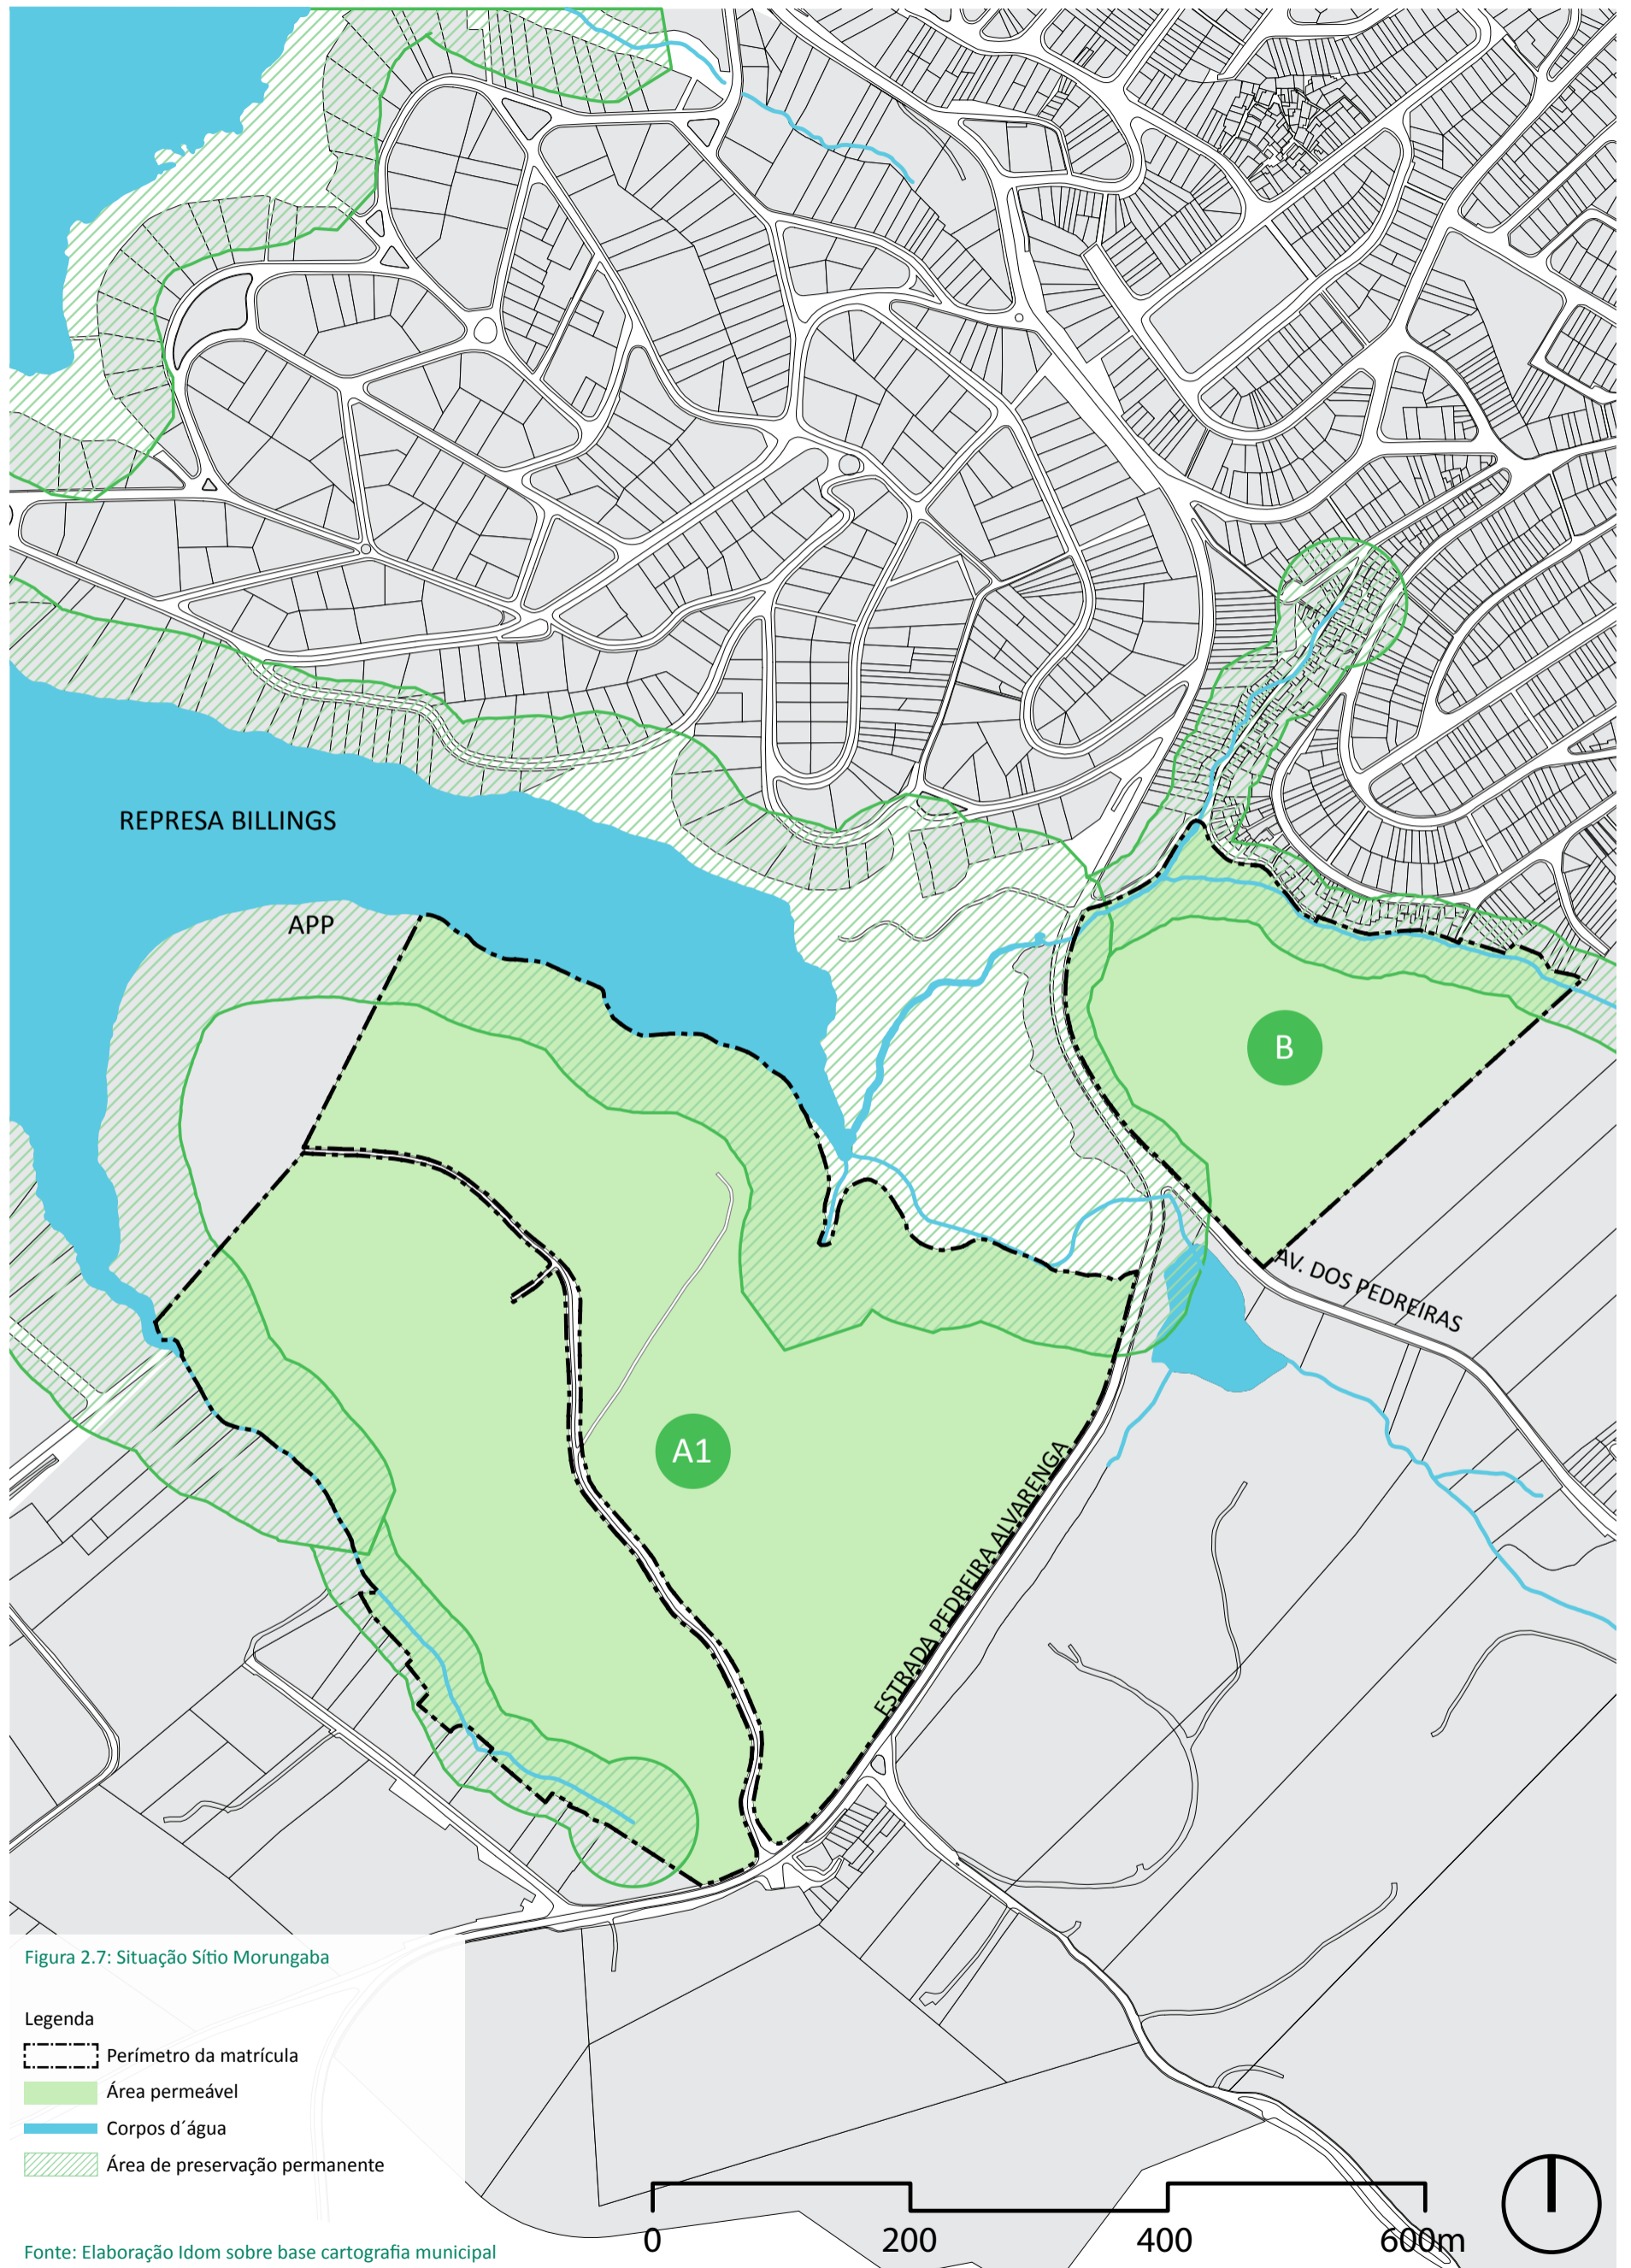 REPRESA BILLINGS
APP
B
AV. DOS PEDREIRAS
A1
ESTRADA PEDREIRA ALVARENGA
Figura 2.7: Situação Sítio Morungaba
Legenda
Perímetro da matrícula
Área permeável
Corpos d´água
Área de preservação permanente
0 200 400 600m
Fonte: Elaboração Idom sobre base cartografia municipal